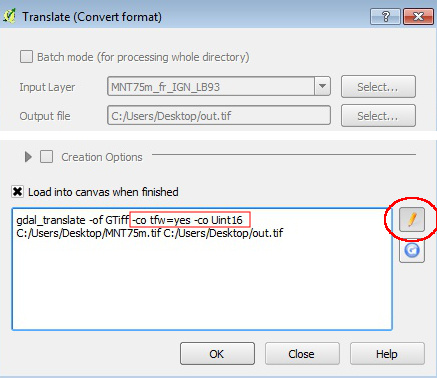 Translate (Convert format)
Batch mode (for processing whole directory)
Input Layer MNT75m_fr_IGN_LB93 Select...
Output file C:/Users/Desktop/out.tif Select...
Creation Options
Load into canvas when finished
gdal_translate -of GTiff -co tfw=yes -co Uint16
C:/Users/Desktop/MNT75m.tif C:/Users/Desktop/out.tif
OK Close Help